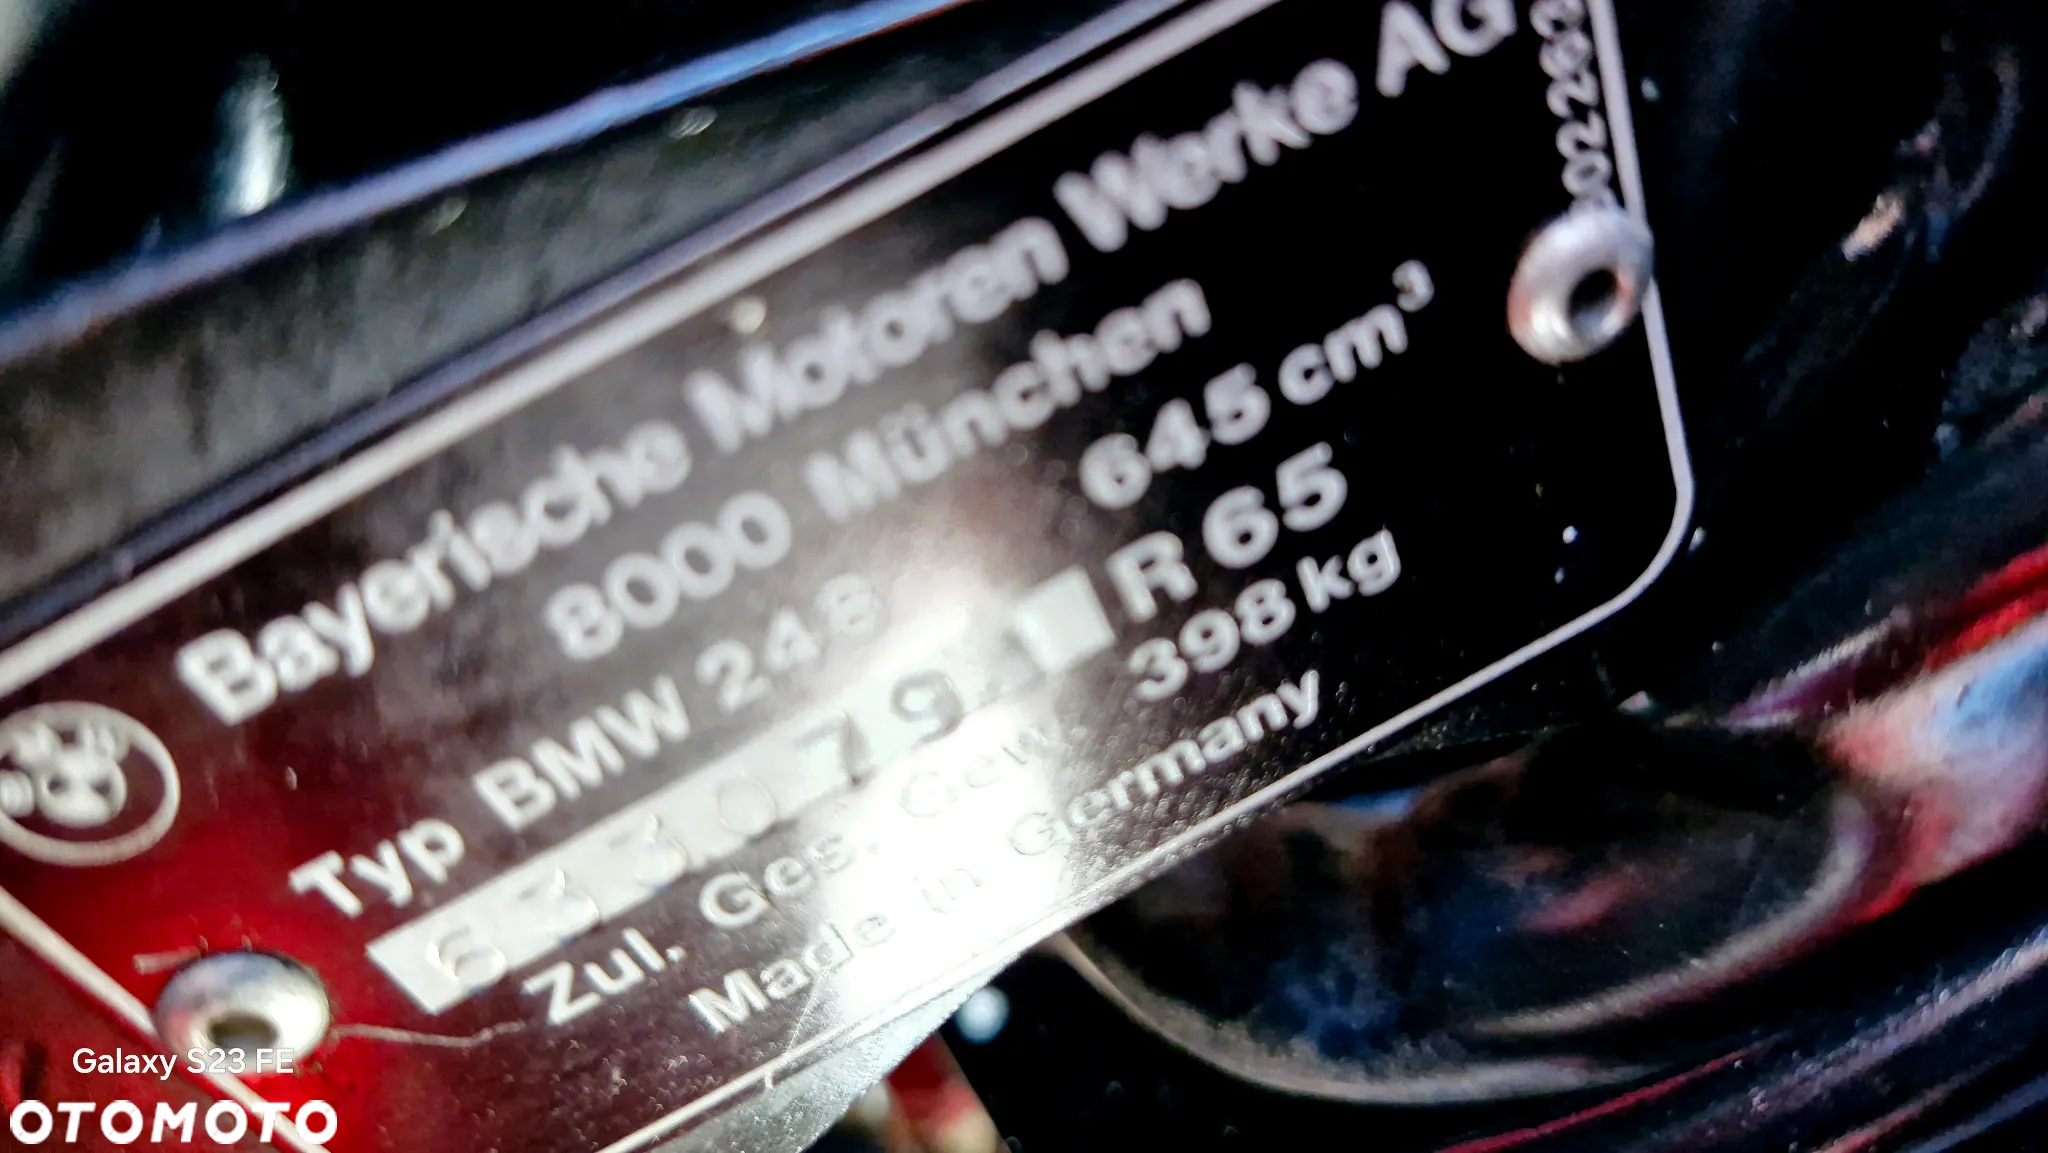 Bayerische Motoren Werke AG
8000 München
Typ BMW 248 645 cm³
6330791 R 65
Zul. Ges. Gew. 398 kg
Made in Germany
Galaxy S23 FE
OTOMOTO